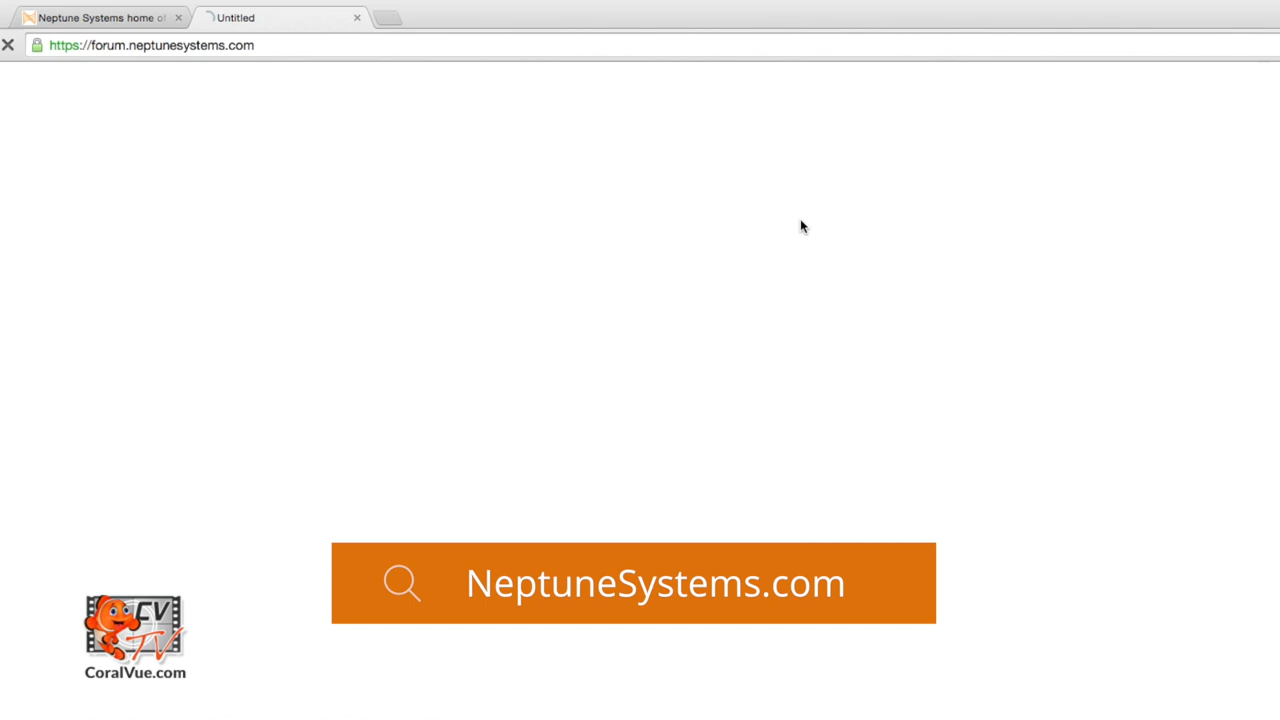 Neptune Systems home of
Untitled
https://forum.neptunesystems.com
NeptuneSystems.com
CV
TV
CoralVue.com